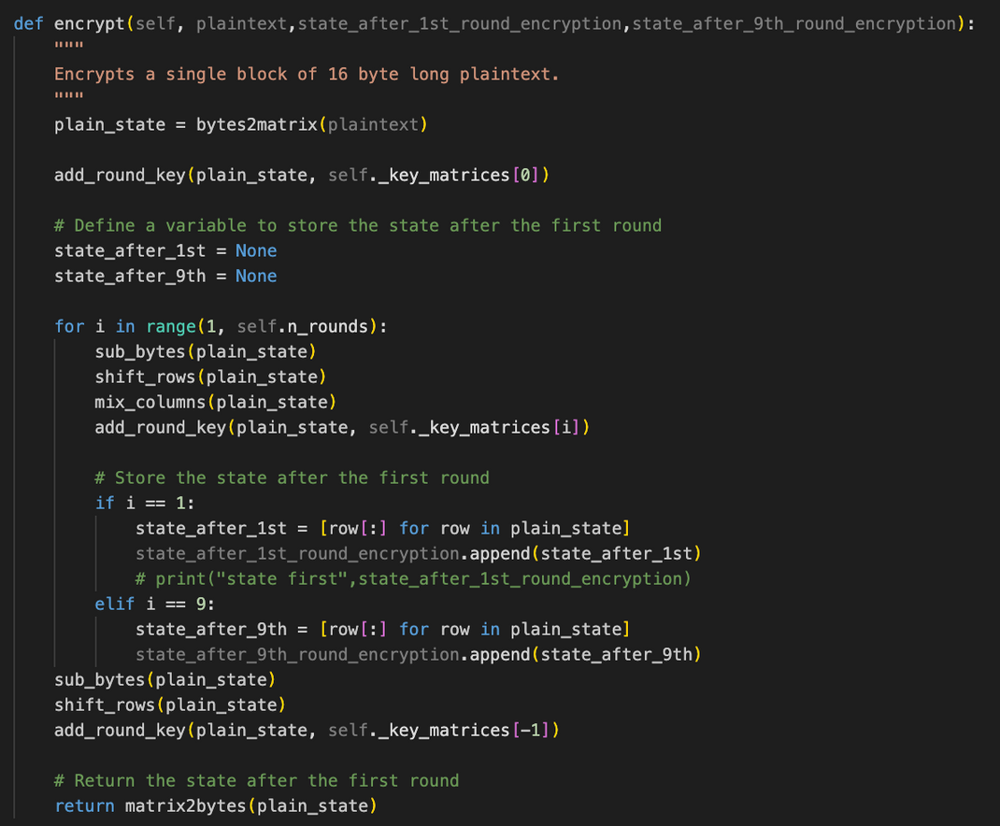 def encrypt(self, plaintext,state_after_1st_round_encryption,state_after_9th_round_encryption):
    """
    Encrypts a single block of 16 byte long plaintext.
    """
    plain_state = bytes2matrix(plaintext)

    add_round_key(plain_state, self._key_matrices[0])

    # Define a variable to store the state after the first round
    state_after_1st = None
    state_after_9th = None

    for i in range(1, self.n_rounds):
        sub_bytes(plain_state)
        shift_rows(plain_state)
        mix_columns(plain_state)
        add_round_key(plain_state, self._key_matrices[i])

        # Store the state after the first round
        if i == 1:
            state_after_1st = [row[:] for row in plain_state]
            state_after_1st_round_encryption.append(state_after_1st)
            # print("state first",state_after_1st_round_encryption)
        elif i == 9:
            state_after_9th = [row[:] for row in plain_state]
            state_after_9th_round_encryption.append(state_after_9th)
    sub_bytes(plain_state)
    shift_rows(plain_state)
    add_round_key(plain_state, self._key_matrices[-1])

    # Return the state after the first round
    return matrix2bytes(plain_state)